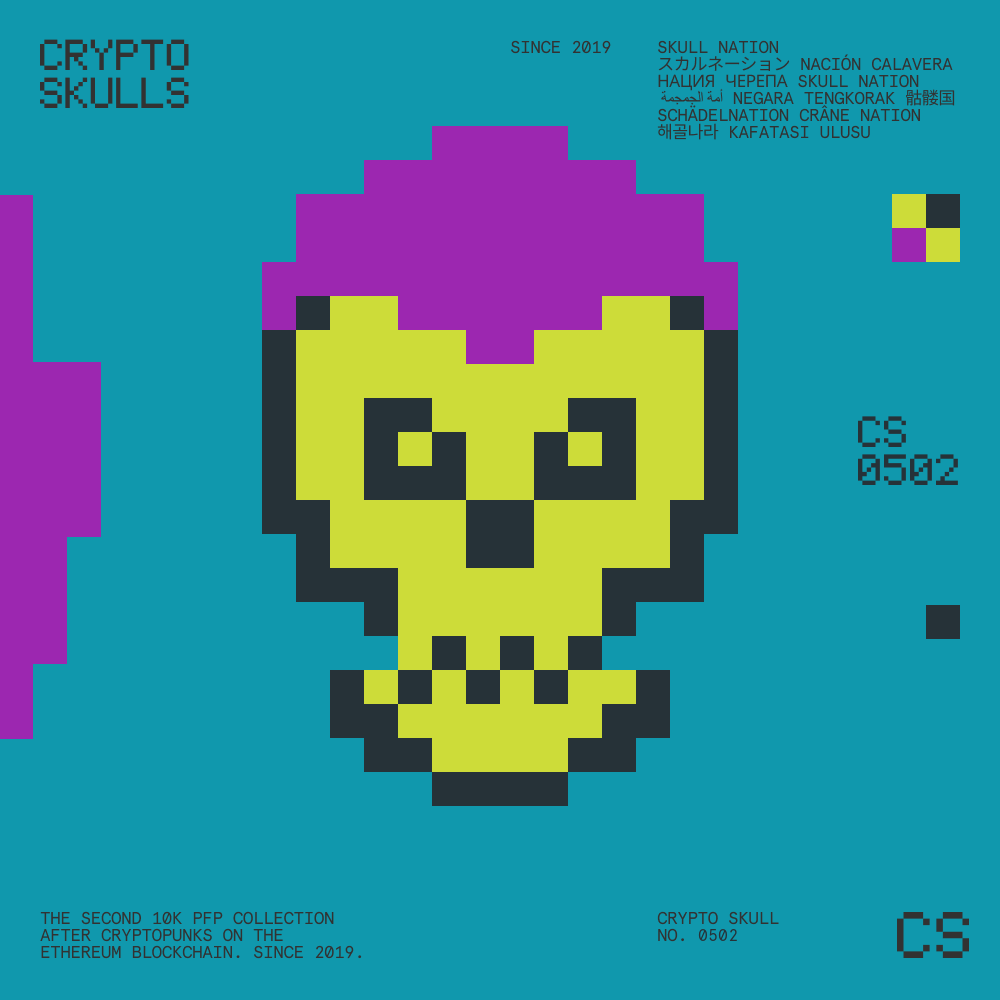 CRYPTO
SKULLS
SINCE 2019
SKULL NATION
スカルネーション NACIÓN CALAVERA
НАЦИЯ ЧЕРЕПА SKULL NATION
أمة الجمجمة NEGARA TENGKORAK 骷髅国
SCHÄDELNATION CRÂNE NATION
해골나라 KAFATASI ULUSU
CS
0502
THE SECOND 10K PFP COLLECTION
AFTER CRYPTOPUNKS ON THE
ETHEREUM BLOCKCHAIN. SINCE 2019.
CRYPTO SKULL
NO. 0502
CS